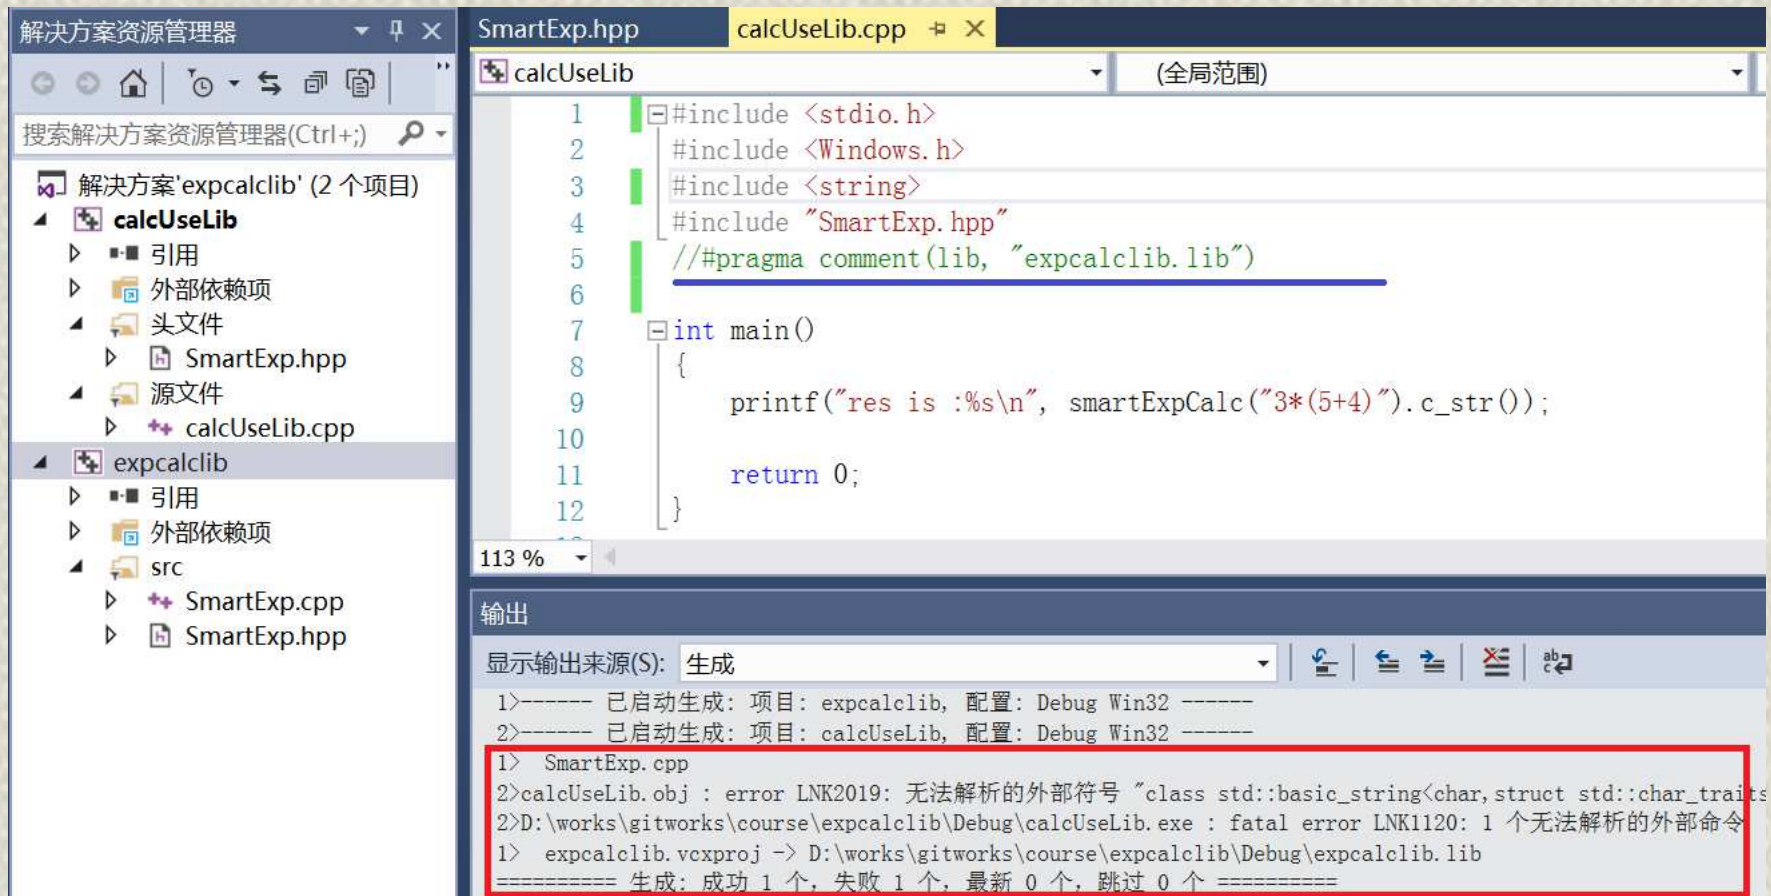 解决方案资源管理器
搜索解决方案资源管理器(Ctrl+;)
解决方案'expcalclib' (2 个项目)
calcUseLib
引用
外部依赖项
头文件
SmartExp.hpp
源文件
calcUseLib.cpp
expcalclib
引用
外部依赖项
src
SmartExp.cpp
SmartExp.hpp
SmartExp.hpp calcUseLib.cpp
calcUseLib (全局范围)
1 #include <stdio.h>
2 #include <Windows.h>
3 #include <string>
4 #include "SmartExp.hpp"
5 //#pragma comment(lib, "expcalclib.lib")
6
7 int main()
8 {
9 printf("res is :%s\n", smartExpCalc("3*(5+4)").c_str());
10
11 return 0;
12 }
113 %
输出
显示输出来源(S): 生成
1>------ 已启动生成: 项目: expcalclib, 配置: Debug Win32 ------
2>------ 已启动生成: 项目: calcUseLib, 配置: Debug Win32 ------
1> SmartExp.cpp
2>calcUseLib.obj : error LNK2019: 无法解析的外部符号 "class std::basic_string<char,struct std::char_traits
2>D:\works\gitworks\course\expcalclib\Debug\calcUseLib.exe : fatal error LNK1120: 1 个无法解析的外部命令
1> expcalclib.vcxproj -> D:\works\gitworks\course\expcalclib\Debug\expcalclib.lib
========== 生成: 成功 1 个，失败 1 个，最新 0 个，跳过 0 个 ==========